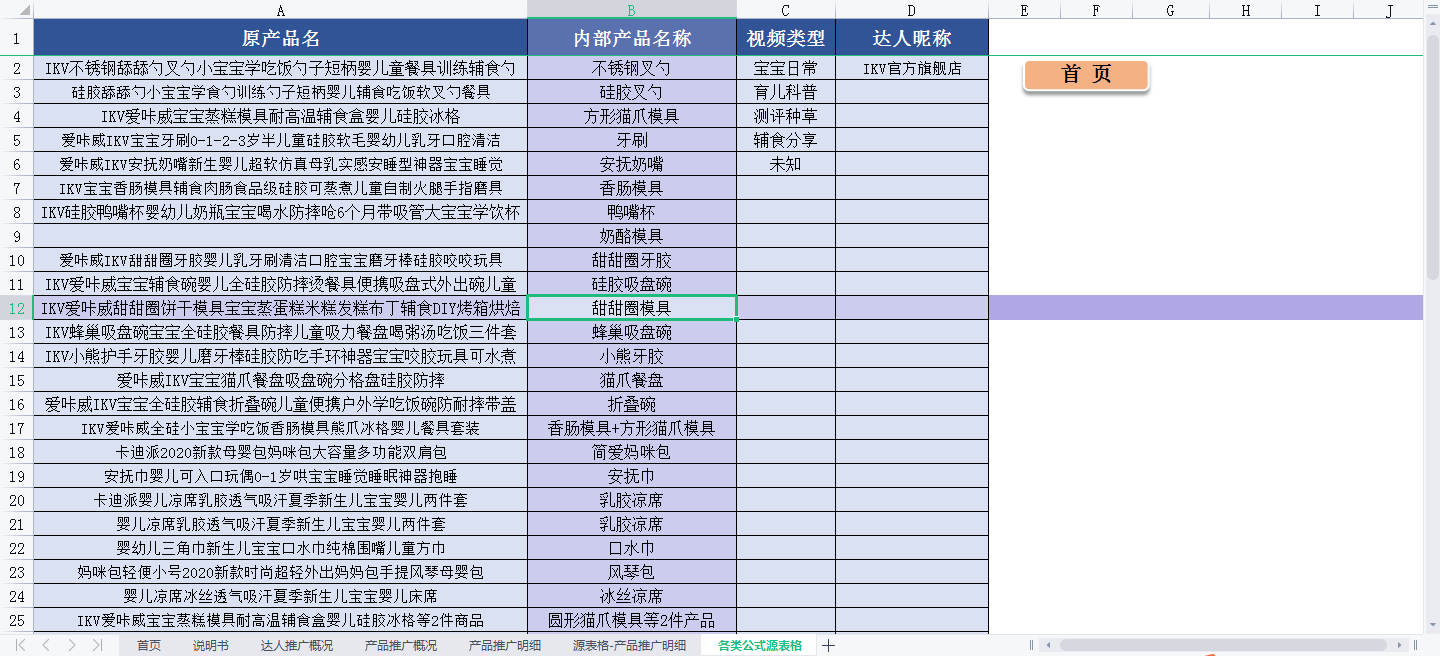 A B C D E F G H I J
1 原产品名 内部产品名称 视频类型 达人昵称
2 IKV不锈钢舔舔勺叉勺小宝宝学吃饭勺子短柄婴儿童餐具训练辅食勺 不锈钢叉勺 宝宝日常 IKV官方旗舰店 首 页
3 硅胶舔舔勺小宝宝学食勺训练勺子短柄婴儿辅食吃饭软叉勺餐具 硅胶叉勺 育儿科普
4 IKV爱咔威宝宝蒸糕模具耐高温辅食盒婴儿硅胶冰格 方形猫爪模具 测评种草
5 爱咔威IKV宝宝牙刷0-1-2-3岁半儿童硅胶软毛婴幼儿乳牙口腔清洁 牙刷 辅食分享
6 爱咔威IKV安抚奶嘴新生婴儿超软仿真母乳实感安睡型神器宝宝睡觉 安抚奶嘴 未知
7 IKV宝宝香肠模具辅食肉肠食品级硅胶可蒸煮儿童自制火腿手指磨具 香肠模具
8 IKV硅胶鸭嘴杯婴幼儿奶瓶宝宝喝水防摔呛6个月带吸管大宝宝学饮杯 鸭嘴杯
9 奶酪模具
10 爱咔威IKV甜甜圈牙胶婴儿乳牙刷清洁口腔宝宝磨牙棒硅胶咬咬玩具 甜甜圈牙胶
11 IKV爱咔威宝宝辅食碗婴儿全硅胶防摔烫餐具便携吸盘式外出碗儿童 硅胶吸盘碗
12 IKV爱咔威甜甜圈饼干模具宝宝蒸蛋糕米糕发糕布丁辅食DIY烤箱烘焙 甜甜圈模具
13 IKV蜂巢吸盘碗宝宝全硅胶餐具防摔儿童吸力餐盘喝粥汤吃饭三件套 蜂巢吸盘碗
14 IKV小熊护手牙胶婴儿磨牙棒硅胶防吃手环神器宝宝咬胶玩具可水煮 小熊牙胶
15 爱咔威IKV宝宝猫爪餐盘吸盘碗分格盘硅胶防摔 猫爪餐盘
16 爱咔威IKV宝宝全硅胶辅食折叠碗儿童便携户外学吃饭碗防耐摔带盖 折叠碗
17 IKV爱咔威全硅小宝宝学吃饭香肠模具熊爪冰格婴儿餐具套装 香肠模具+方形猫爪模具
18 卡迪派2020新款母婴包妈咪包大容量多功能双肩包 简爱妈咪包
19 安抚巾婴儿可入口玩偶0-1岁哄宝宝睡觉睡眠神器抱睡 安抚巾
20 卡迪派婴儿凉席乳胶透气吸汗夏季新生儿宝宝婴儿两件套 乳胶凉席
21 婴儿凉席乳胶透气吸汗夏季新生儿宝宝婴儿两件套 乳胶凉席
22 婴幼儿三角巾新生儿宝宝口水巾纯棉围嘴儿童方巾 口水巾
23 妈咪包轻便小号2020新款时尚超轻外出妈妈包手提风琴母婴包 风琴包
24 婴儿凉席冰丝透气吸汗夏季新生儿宝宝婴儿床席 冰丝凉席
25 IKV爱咔威宝宝蒸糕模具耐高温辅食盒婴儿硅胶冰格等2件商品 圆形猫爪模具等2件产品
首页 说明书 达人推广概况 产品推广概况 产品推广明细 源表格-产品推广明细 各类公式源表格